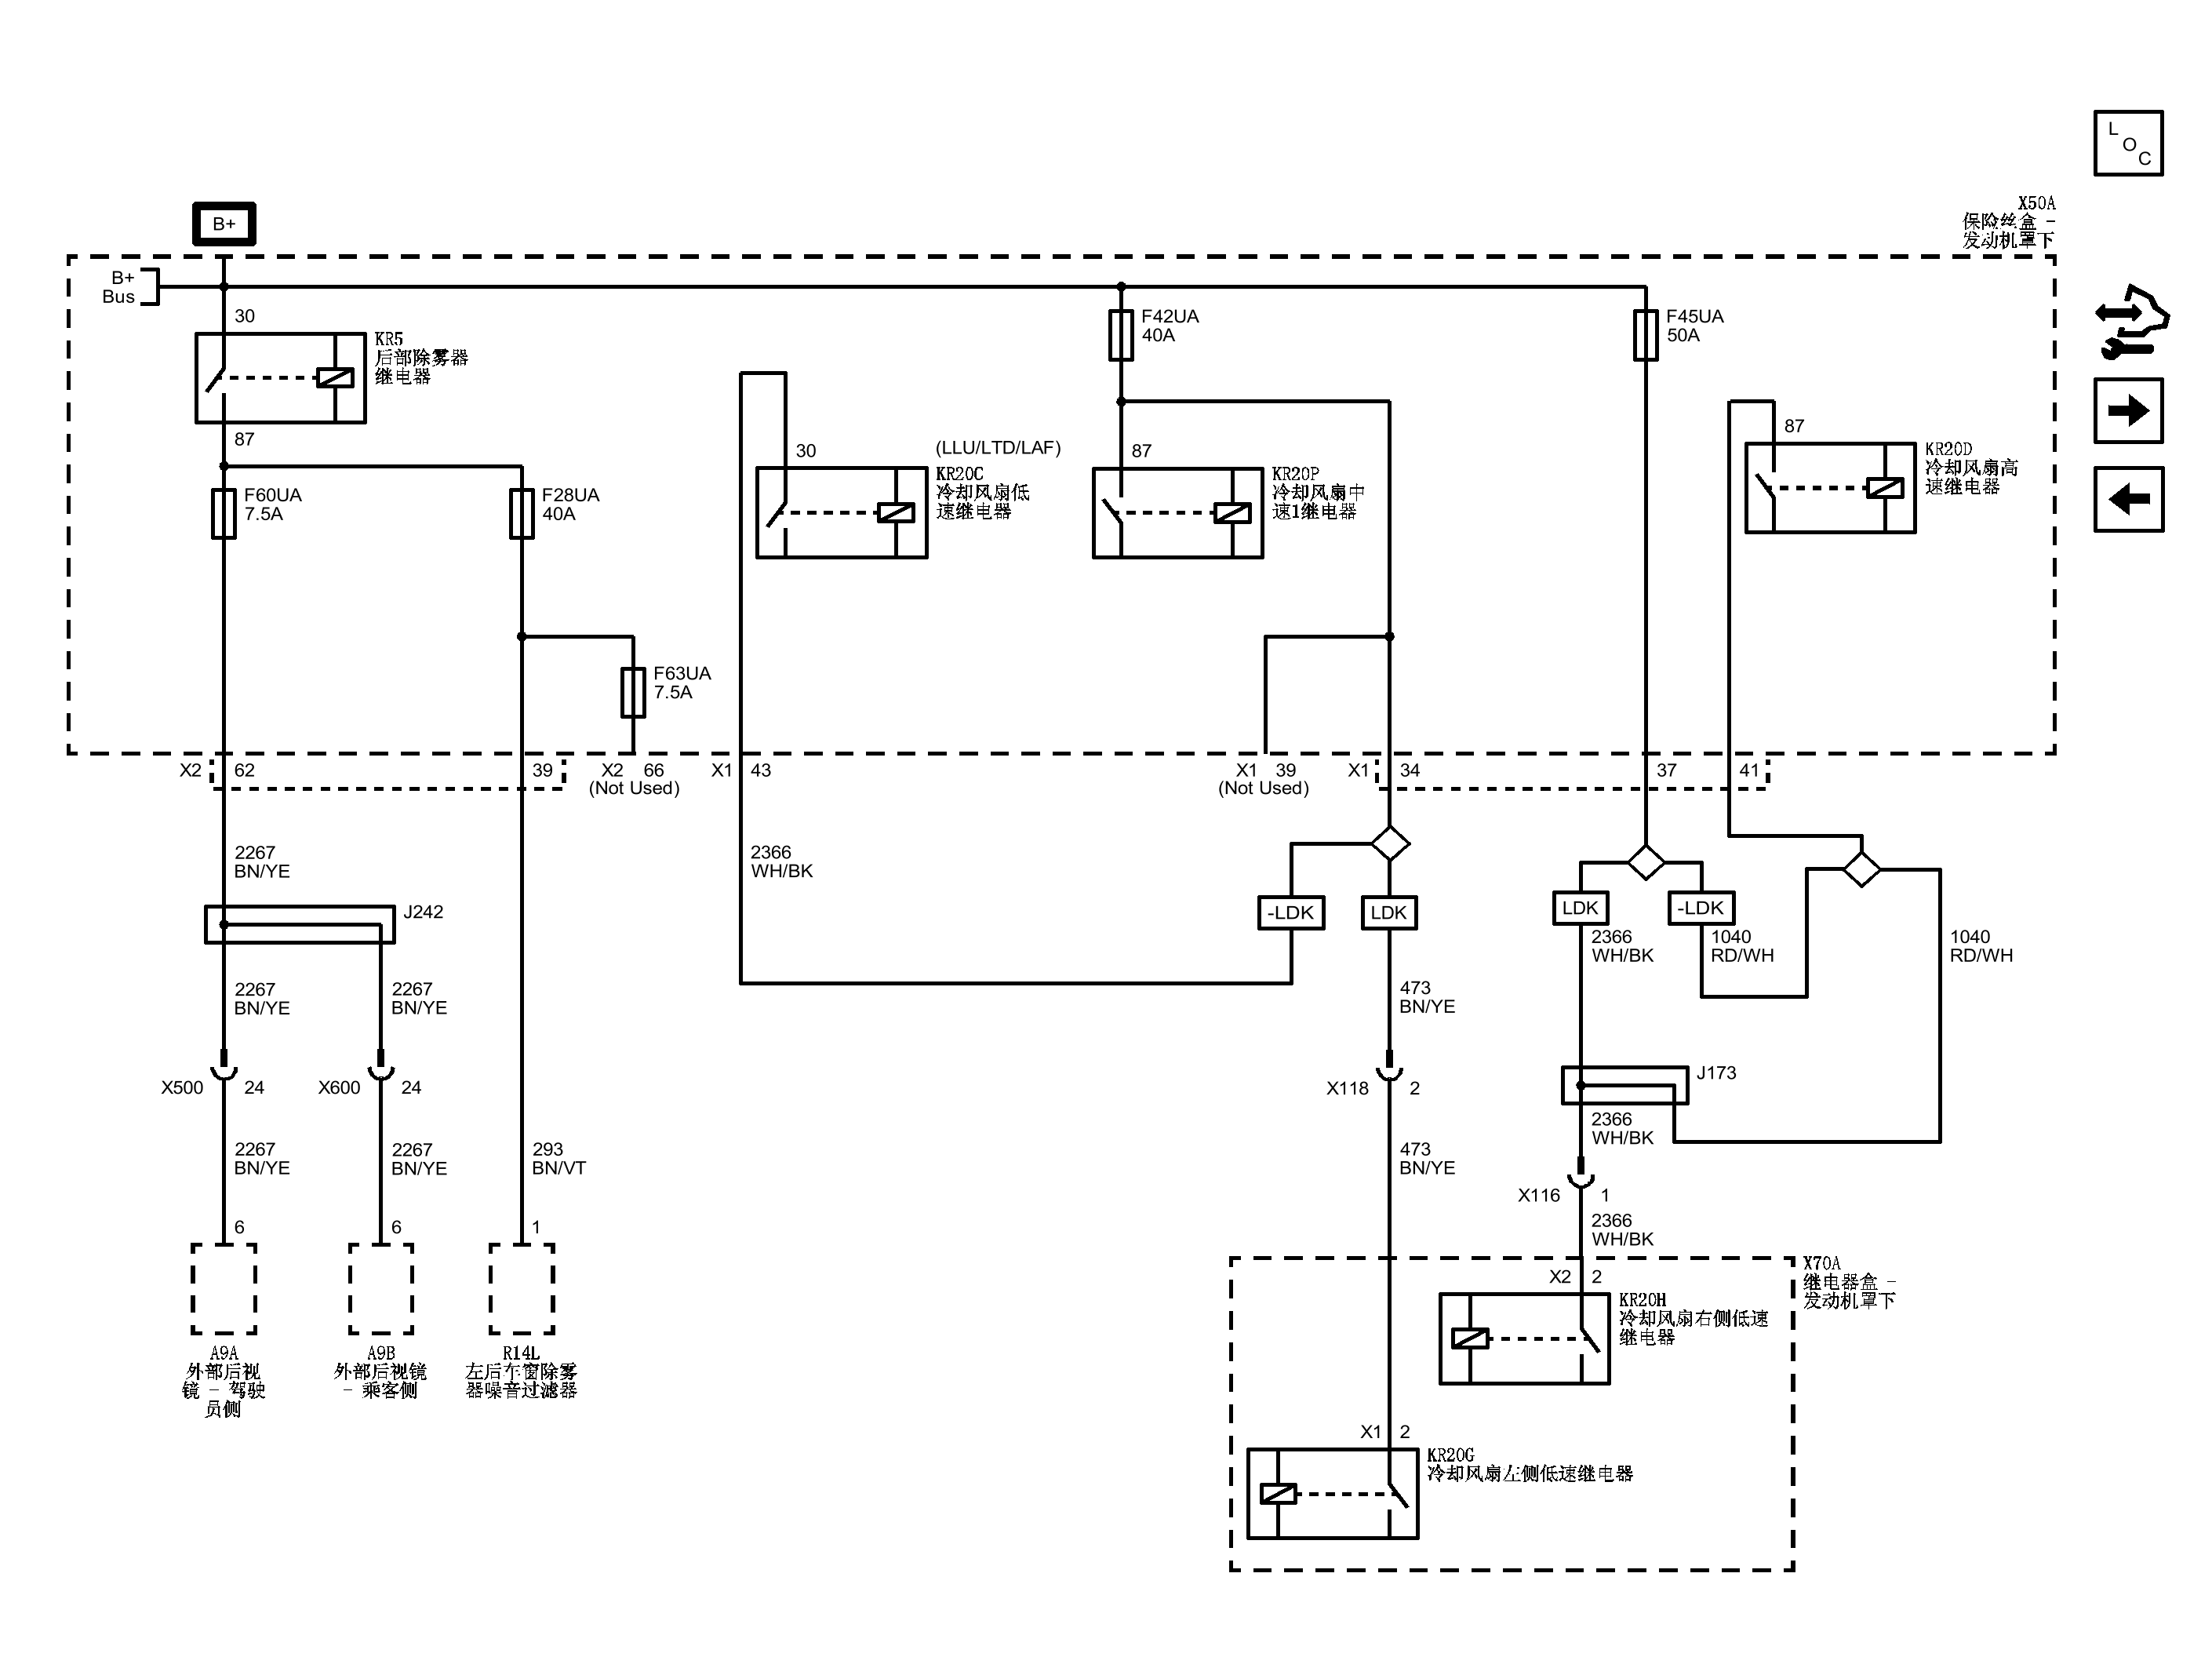 L
O
C
X50A
保险丝盒 -
发动机罩下
B+
B+
Bus
30
KR5
后部除雾器
继电器
87
F60UA
7.5A
F28UA
40A
F63UA
7.5A
30
(LLU/LTD/LAF)
KR20C
冷却风扇低
速继电器
F42UA
40A
87
KR20P
冷却风扇中
速1继电器
F45UA
50A
87
KR20D
冷却风扇高
速继电器
X2 62
39
X2 66
(Not Used)
X1 43
X1 39
(Not Used)
X1 34
37
41
2267
BN/YE
2366
WH/BK
-LDK
LDK
LDK
-LDK
J242
2366
WH/BK
1040
RD/WH
1040
RD/WH
2267
BN/YE
2267
BN/YE
473
BN/YE
X500 24
X600 24
X118 2
J173
2366
WH/BK
2267
BN/YE
2267
BN/YE
293
BN/VT
473
BN/YE
X116 1
2366
WH/BK
6
6
1
A9A
外部后视
镜 - 驾驶
员侧
A9B
外部后视镜
- 乘客侧
R14L
左后车窗除雾
器噪音过滤器
X70A
继电器盒 -
发动机罩下
X2 2
KR20H
冷却风扇右侧低速
继电器
X1 2
KR20G
冷却风扇左侧低速继电器